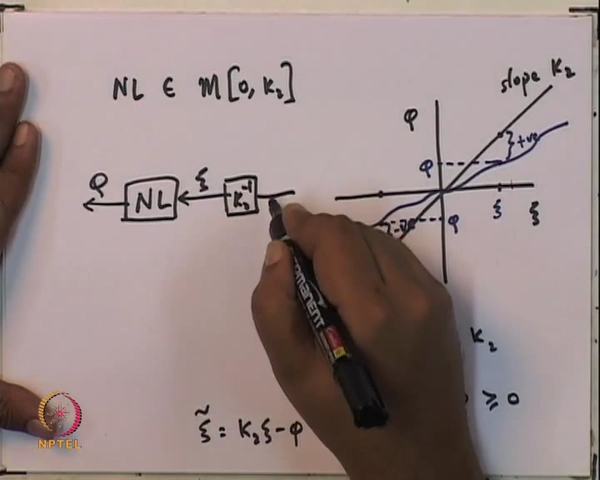 NL ∈ M[0, K₂]
slope K₂
φ
φ
ξ
ξ
φ
} +ve
} -ve
φ
NL
ξ
K₂⁻¹
K₂
≥ 0
ξ̃ = K₂ξ - φ
NPTEL